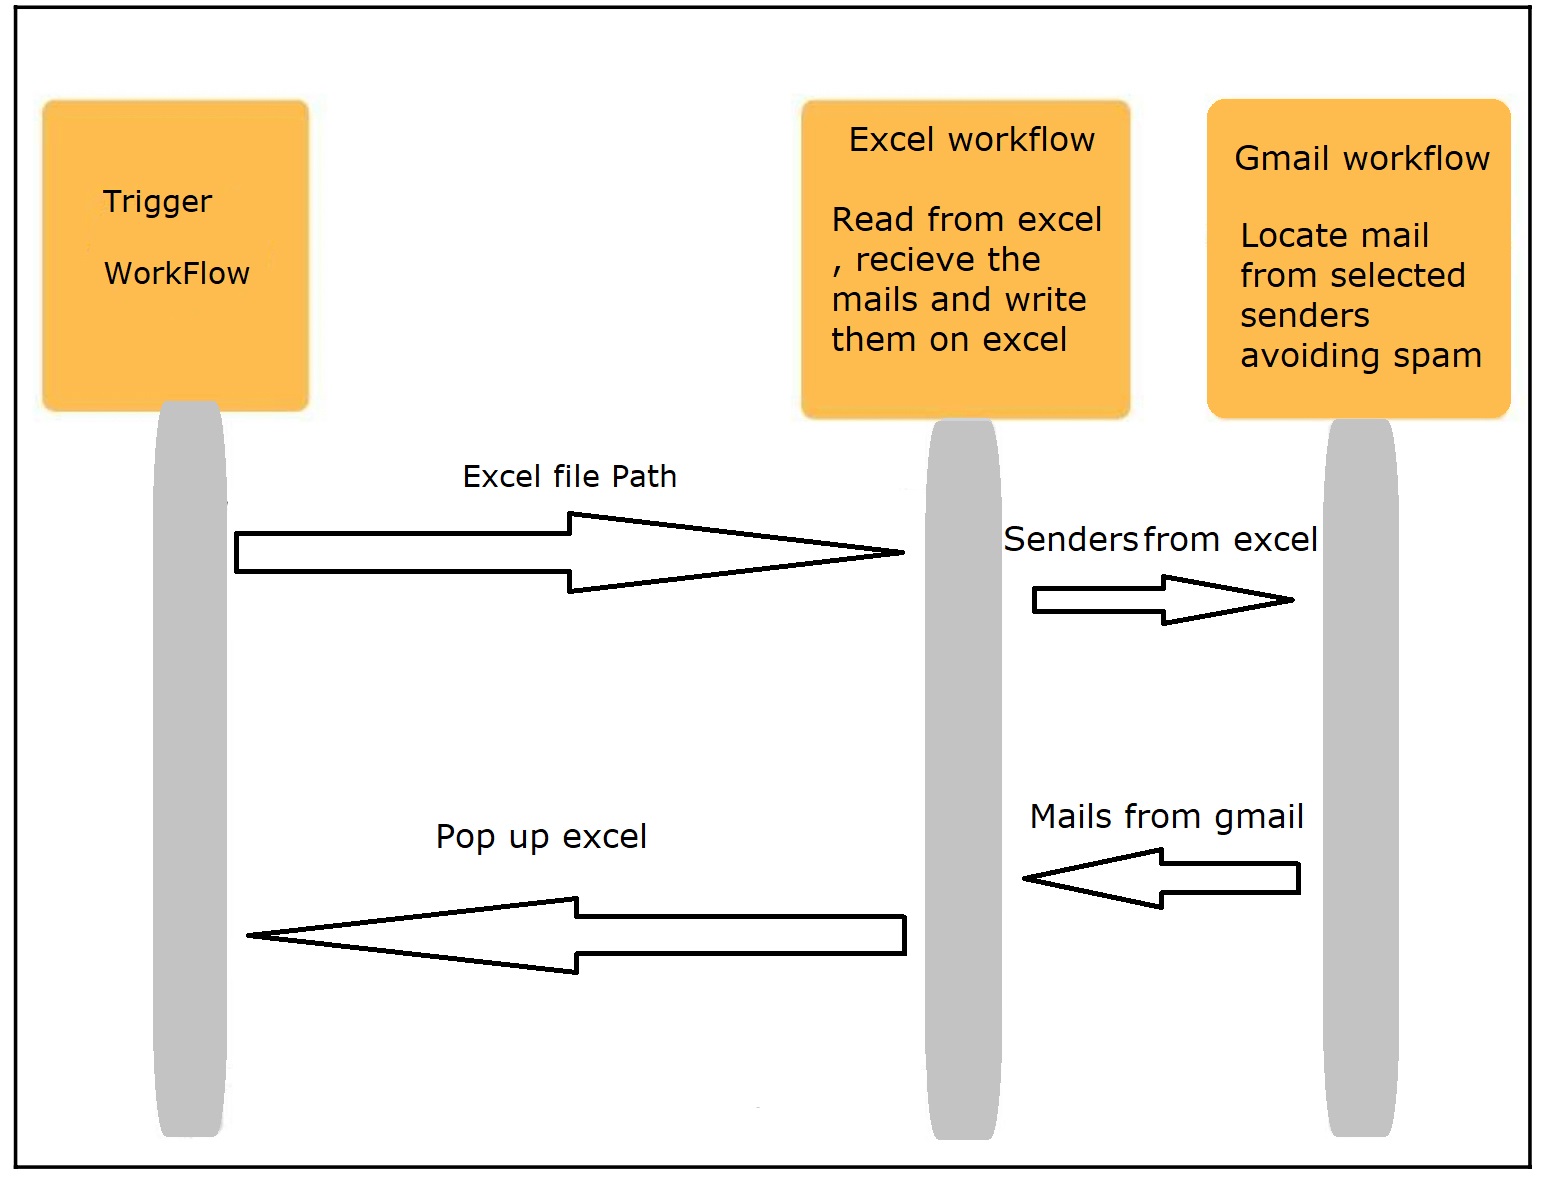 Trigger
WorkFlow
Excel workflow
Read from excel
, recieve the
mails and write
them on excel
Gmail workflow
Locate mail
from selected
senders
avoiding spam
Excel file Path
Senders from excel
Mails from gmail
Pop up excel